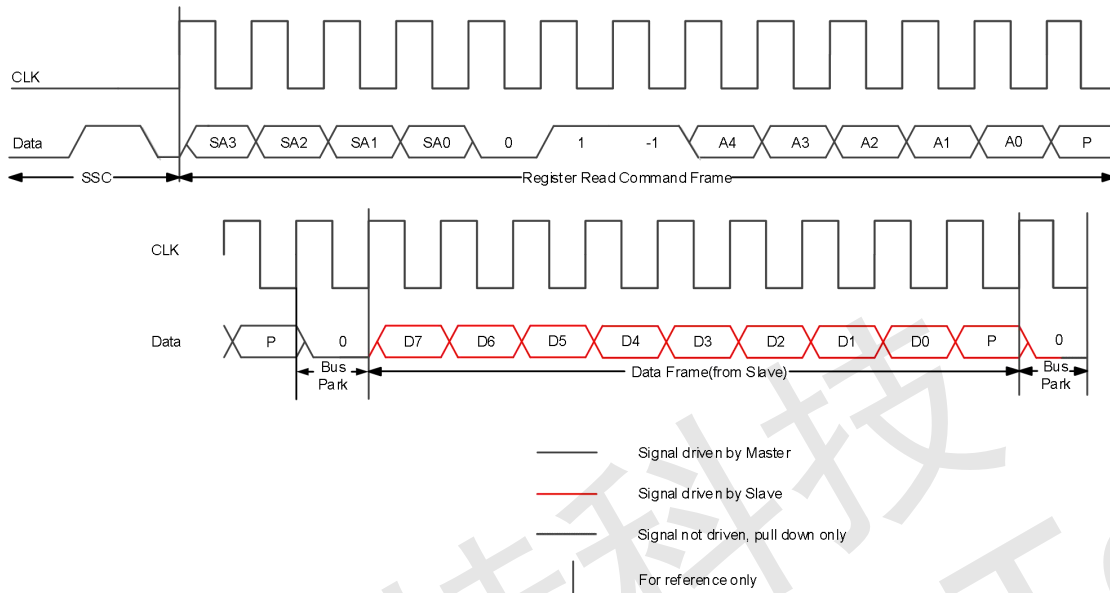 CLK
Data SA3 SA2 SA1 SA0 0 1 -1 A4 A3 A2 A1 A0 P
SSC Register Read Command Frame
CLK
Data P 0 D7 D6 D5 D4 D3 D2 D1 D0 P 0
Bus Park Data Frame(from Slave) Bus Park
Signal driven by Master
Signal driven by Slave
Signal not driven, pull down only
For reference only
科技